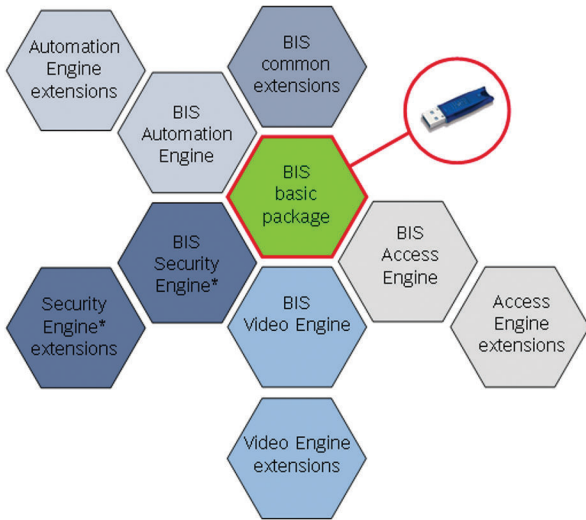 Automation
Engine
extensions
BIS
common
extensions
BIS
Automation
Engine
BIS
basic
package
BIS
Security
Engine*
BIS
Access
Engine
Security
Engine*
extensions
BIS
Video Engine
Access
Engine
extensions
Video Engine
extensions